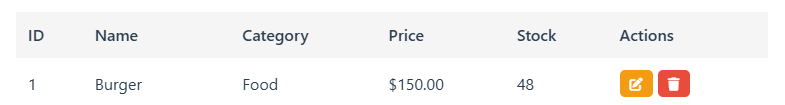 ID Name Category Price Stock Actions
1 Burger Food $150.00 48